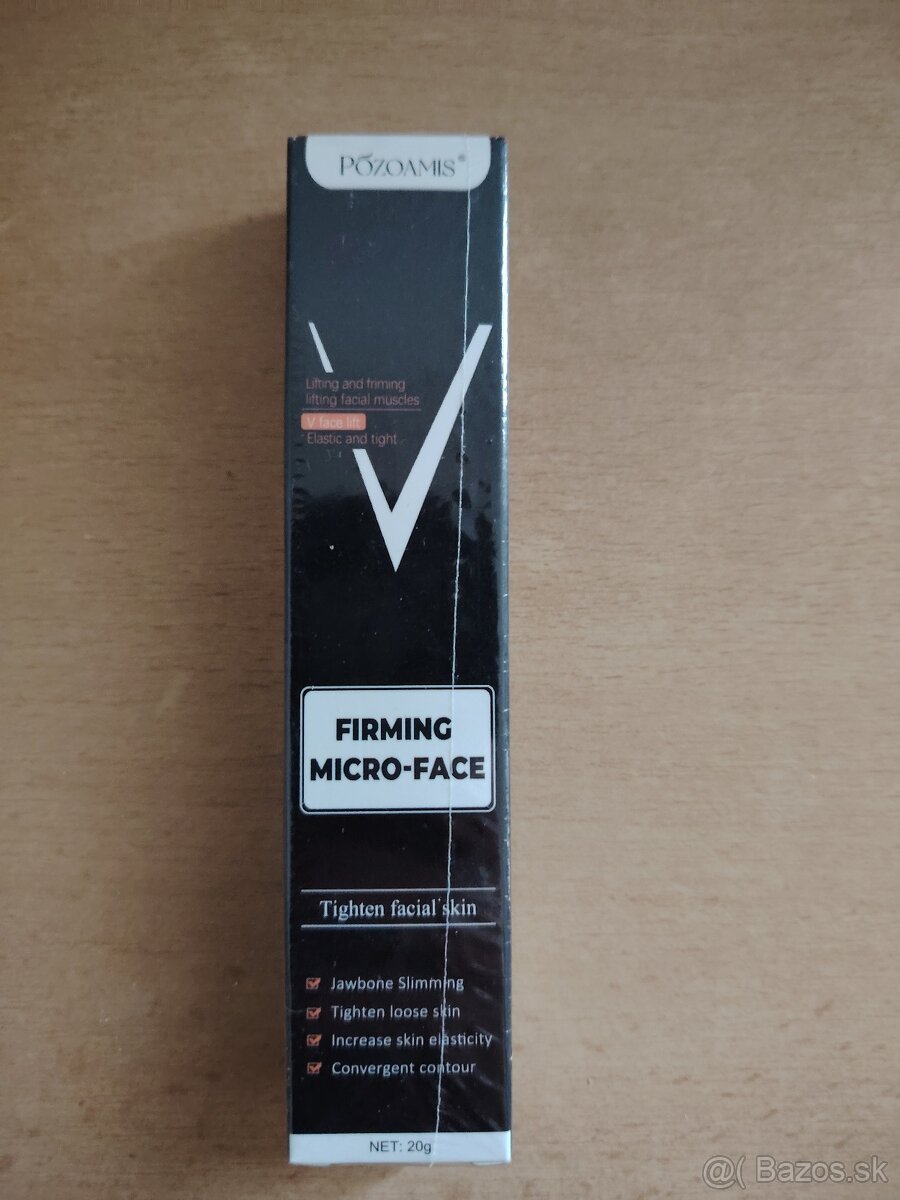 PŐZOAMIS®
Lifting and friming
lifting facial muscles
V face lift
Elastic and tight
FIRMING
MICRO-FACE
Tighten facial skin
Jawbone Slimming
Tighten loose skin
Increase skin elasticity
Convergent contour
NET: 20g
@( Bazos.sk